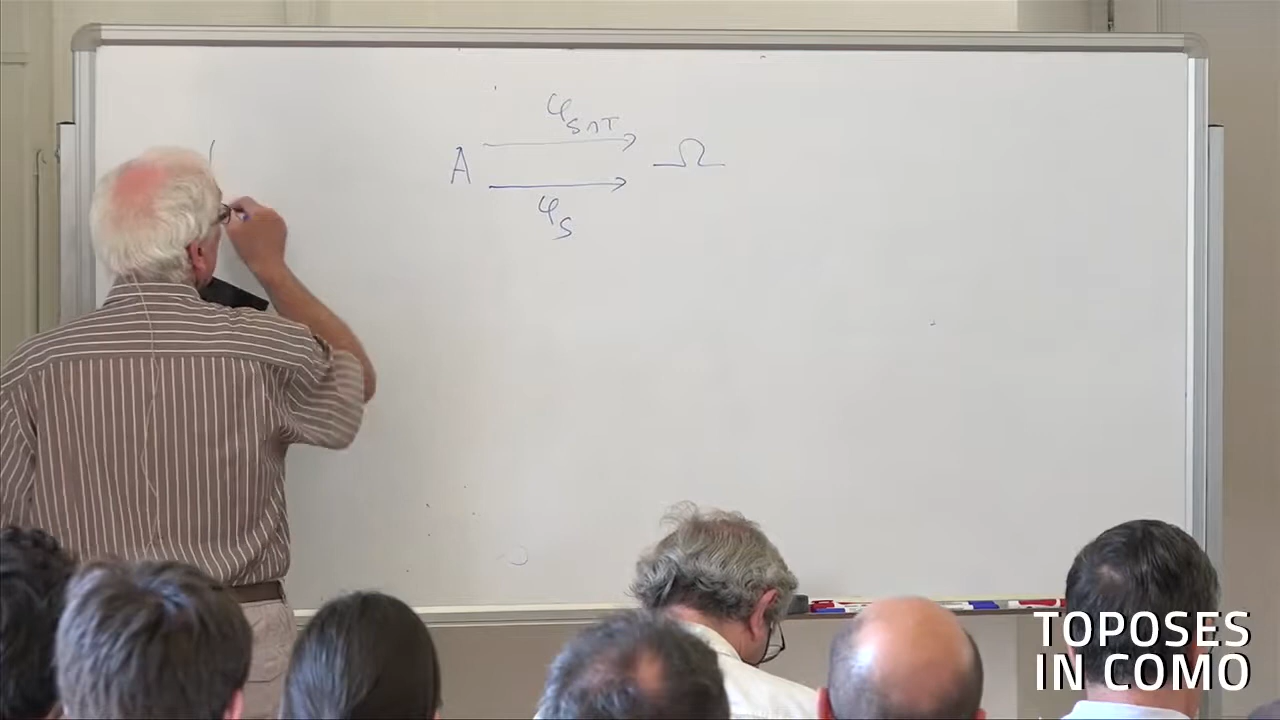 φ_{S∩T}
A ⟶ Ω
⟶
φ_S
TOPOSES
IN COMO